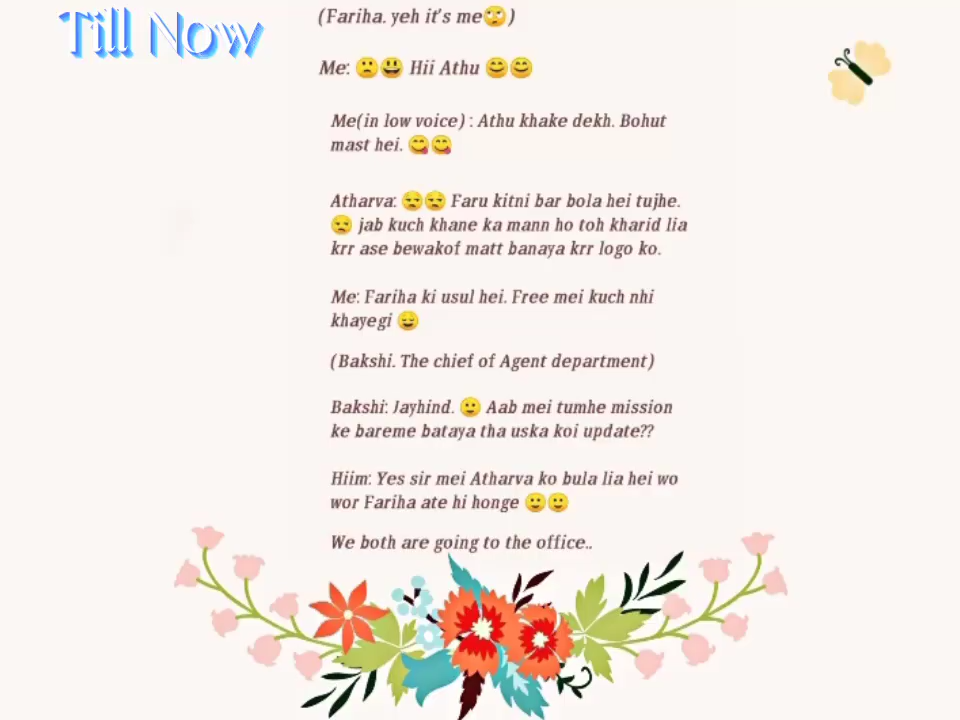 Till Now
(Fariha. yeh it's me🙄)
Me: 🙁😃 Hii Athu 😊😊
Me(in low voice) : Athu khake dekh. Bohut
mast hei. 😋😋
Atharva: 😒😒 Faru kitni bar bola hei tujhe.
😒 jab kuch khane ka mann ho toh kharid lia
krr ase bewakof matt banaya krr logo ko.
Me: Fariha ki usul hei. Free mei kuch nhi
khayegi 😌
(Bakshi. The chief of Agent department)
Bakshi: Jayhind. 🙂 Aab mei tumhe mission
ke bareme bataya tha uska koi update??
Hiim: Yes sir mei Atharva ko bula lia hei wo
wor Fariha ate hi honge 🙂🙂
We both are going to the office..